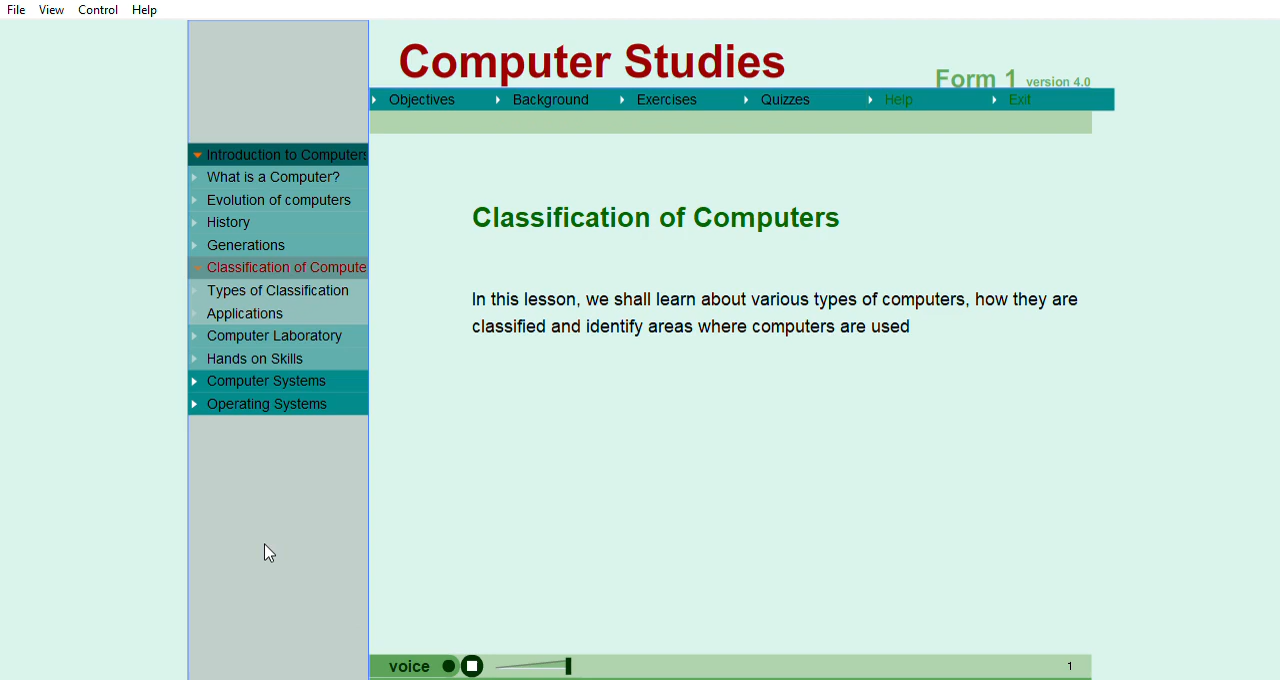 File View Control Help
Computer Studies
Form 1 version 4.0
Objectives Background Exercises Quizzes Help Exit
Introduction to Computers
What is a Computer?
Evolution of computers
History
Generations
Classification of Compute
Types of Classification
Applications
Computer Laboratory
Hands on Skills
Computer Systems
Operating Systems
Classification of Computers
In this lesson, we shall learn about various types of computers, how they are
classified and identify areas where computers are used
voice
1